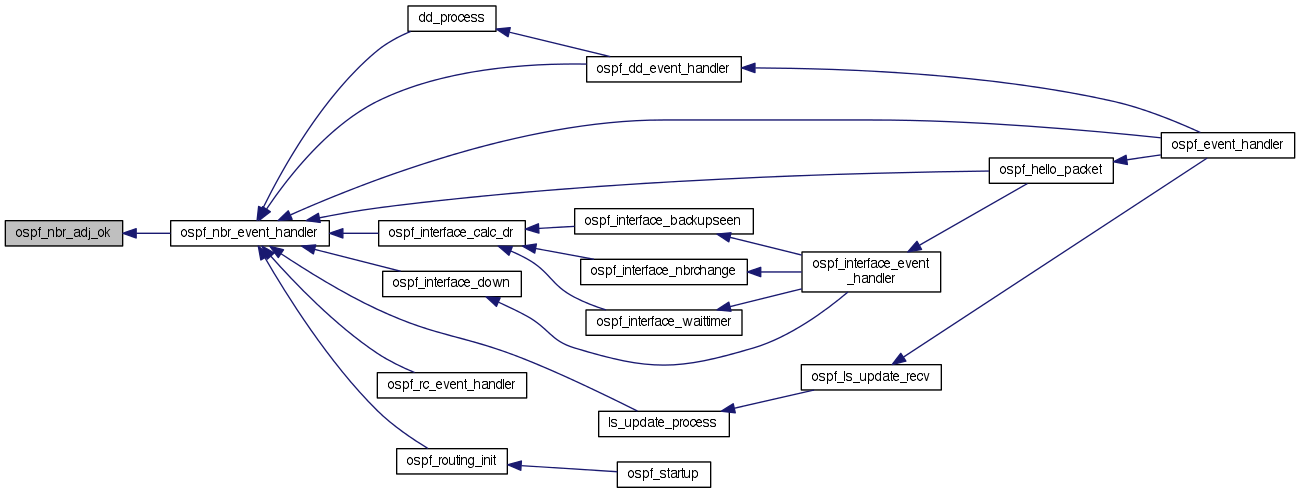 dd_process
ospf_dd_event_handler
ospf_event_handler
ospf_hello_packet
ospf_nbr_adj_ok
ospf_nbr_event_handler
ospf_interface_calc_dr
ospf_interface_backupseen
ospf_interface_nbrchange
ospf_interface_event
_handler
ospf_interface_down
ospf_interface_waittimer
ospf_rc_event_handler
ospf_ls_update_recv
ls_update_process
ospf_routing_init
ospf_startup